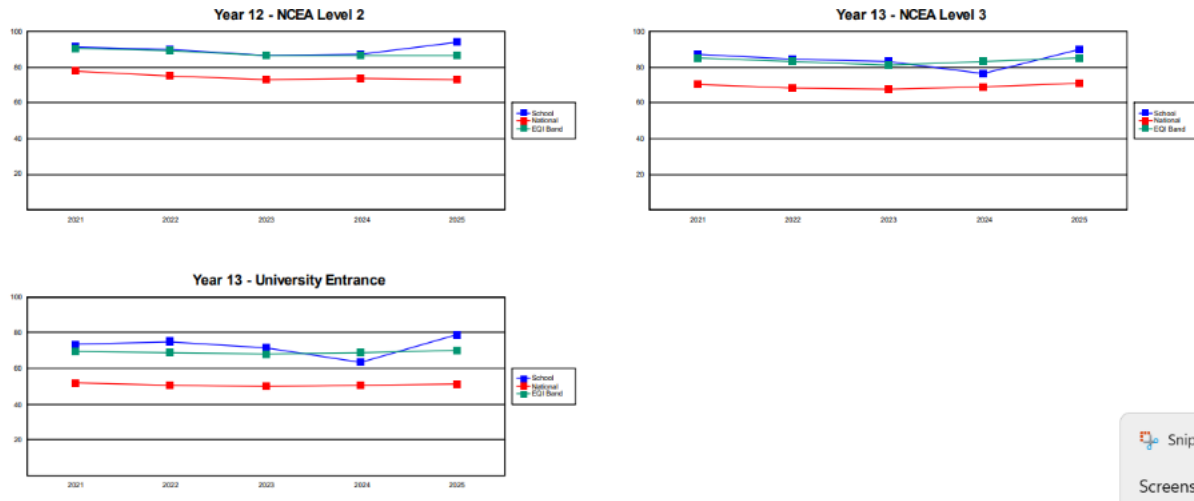 Year 12 - NCEA Level 2
100
80
60
40
20
2021 2022 2023 2024 2025
School
National
EQI Band
Year 13 - NCEA Level 3
100
80
60
40
20
2021 2022 2023 2024 2025
School
National
EQI Band
Year 13 - University Entrance
100
80
60
40
20
2021 2022 2023 2024 2025
School
National
EQI Band
Snip
Screens